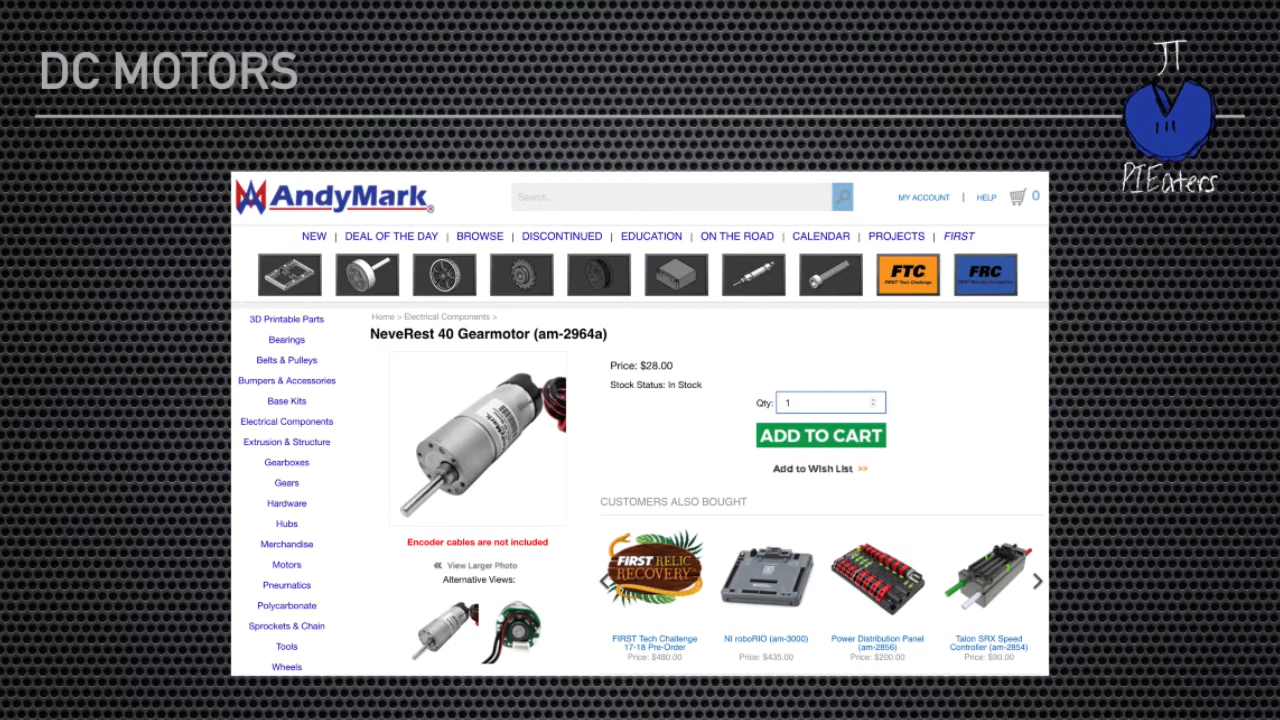 DC MOTORS
JT
PIEaters
AndyMark
Search...
MY ACCOUNT | HELP 0
NEW | DEAL OF THE DAY | BROWSE | DISCONTINUED | EDUCATION | ON THE ROAD | CALENDAR | PROJECTS | FIRST
FTC
FRC
3D Printable Parts
Bearings
Belts & Pulleys
Bumpers & Accessories
Base Kits
Electrical Components
Extrusion & Structure
Gearboxes
Gears
Hardware
Hubs
Merchandise
Motors
Pneumatics
Polycarbonate
Sprockets & Chain
Tools
Wheels
Home > Electrical Components >
NeveRest 40 Gearmotor (am-2964a)
Price: $28.00
Stock Status: In Stock
Qty: 1
ADD TO CART
Add to Wish List >>
Encoder cables are not included
View Larger Photo
Alternative Views:
CUSTOMERS ALSO BOUGHT
FIRST RELIC
RECOVERY
FIRST Tech Challenge
17-18 Pre-Order
Price: $480.00
NI roboRIO (am-3000)
Price: $435.00
Power Distribution Panel
(am-2856)
Price: $200.00
Talon SRX Speed
Controller (am-2854)
Price: $90.00